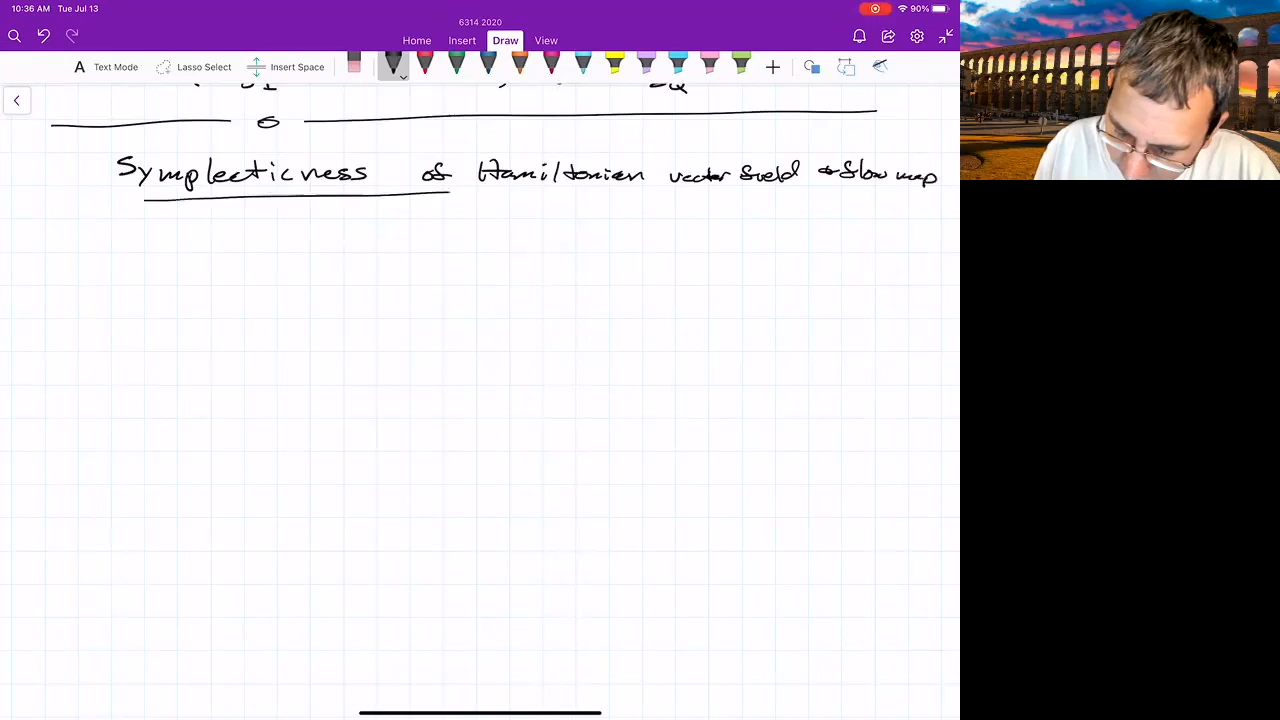 10:36 AM Tue Jul 13
90%
6314 2020
Home Insert Draw View
Text Mode Lasso Select Insert Space
Symplecticness of Hamiltonian vector field + flow map